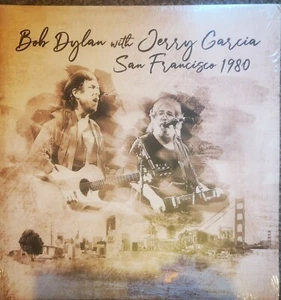 Bob Dylan with Jerry Garcia
San Francisco 1980